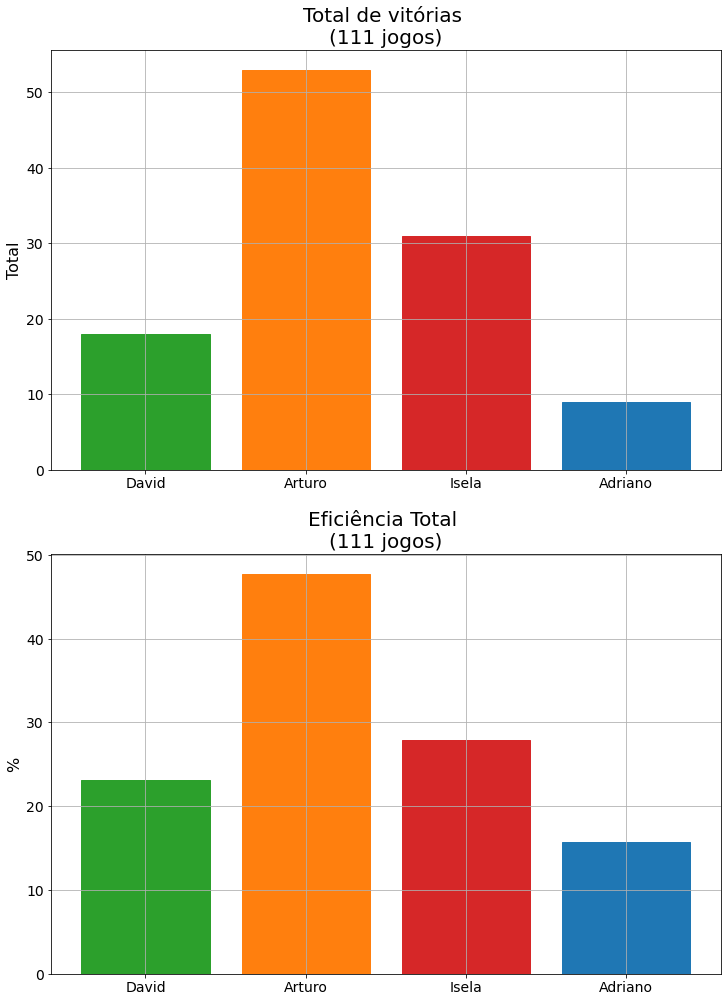 Total de vitórias
(111 jogos)
50
40
30
20
10
0
Total
David Arturo Isela Adriano
Eficiência Total
(111 jogos)
50
40
30
20
10
0
%
David Arturo Isela Adriano